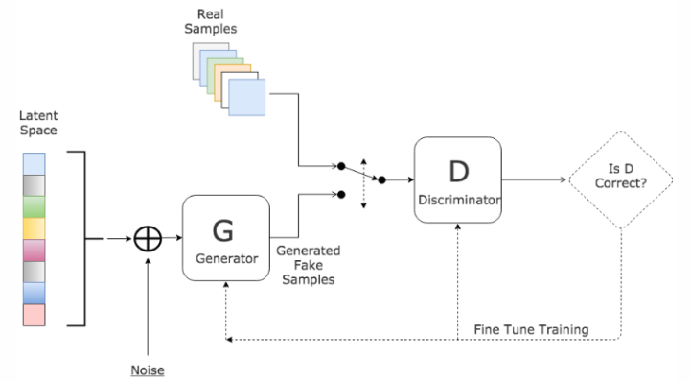 Real
Samples
Latent
Space
D
Discriminator
Is D
Correct?
G
Generator
Generated
Fake
Samples
Fine Tune Training
Noise